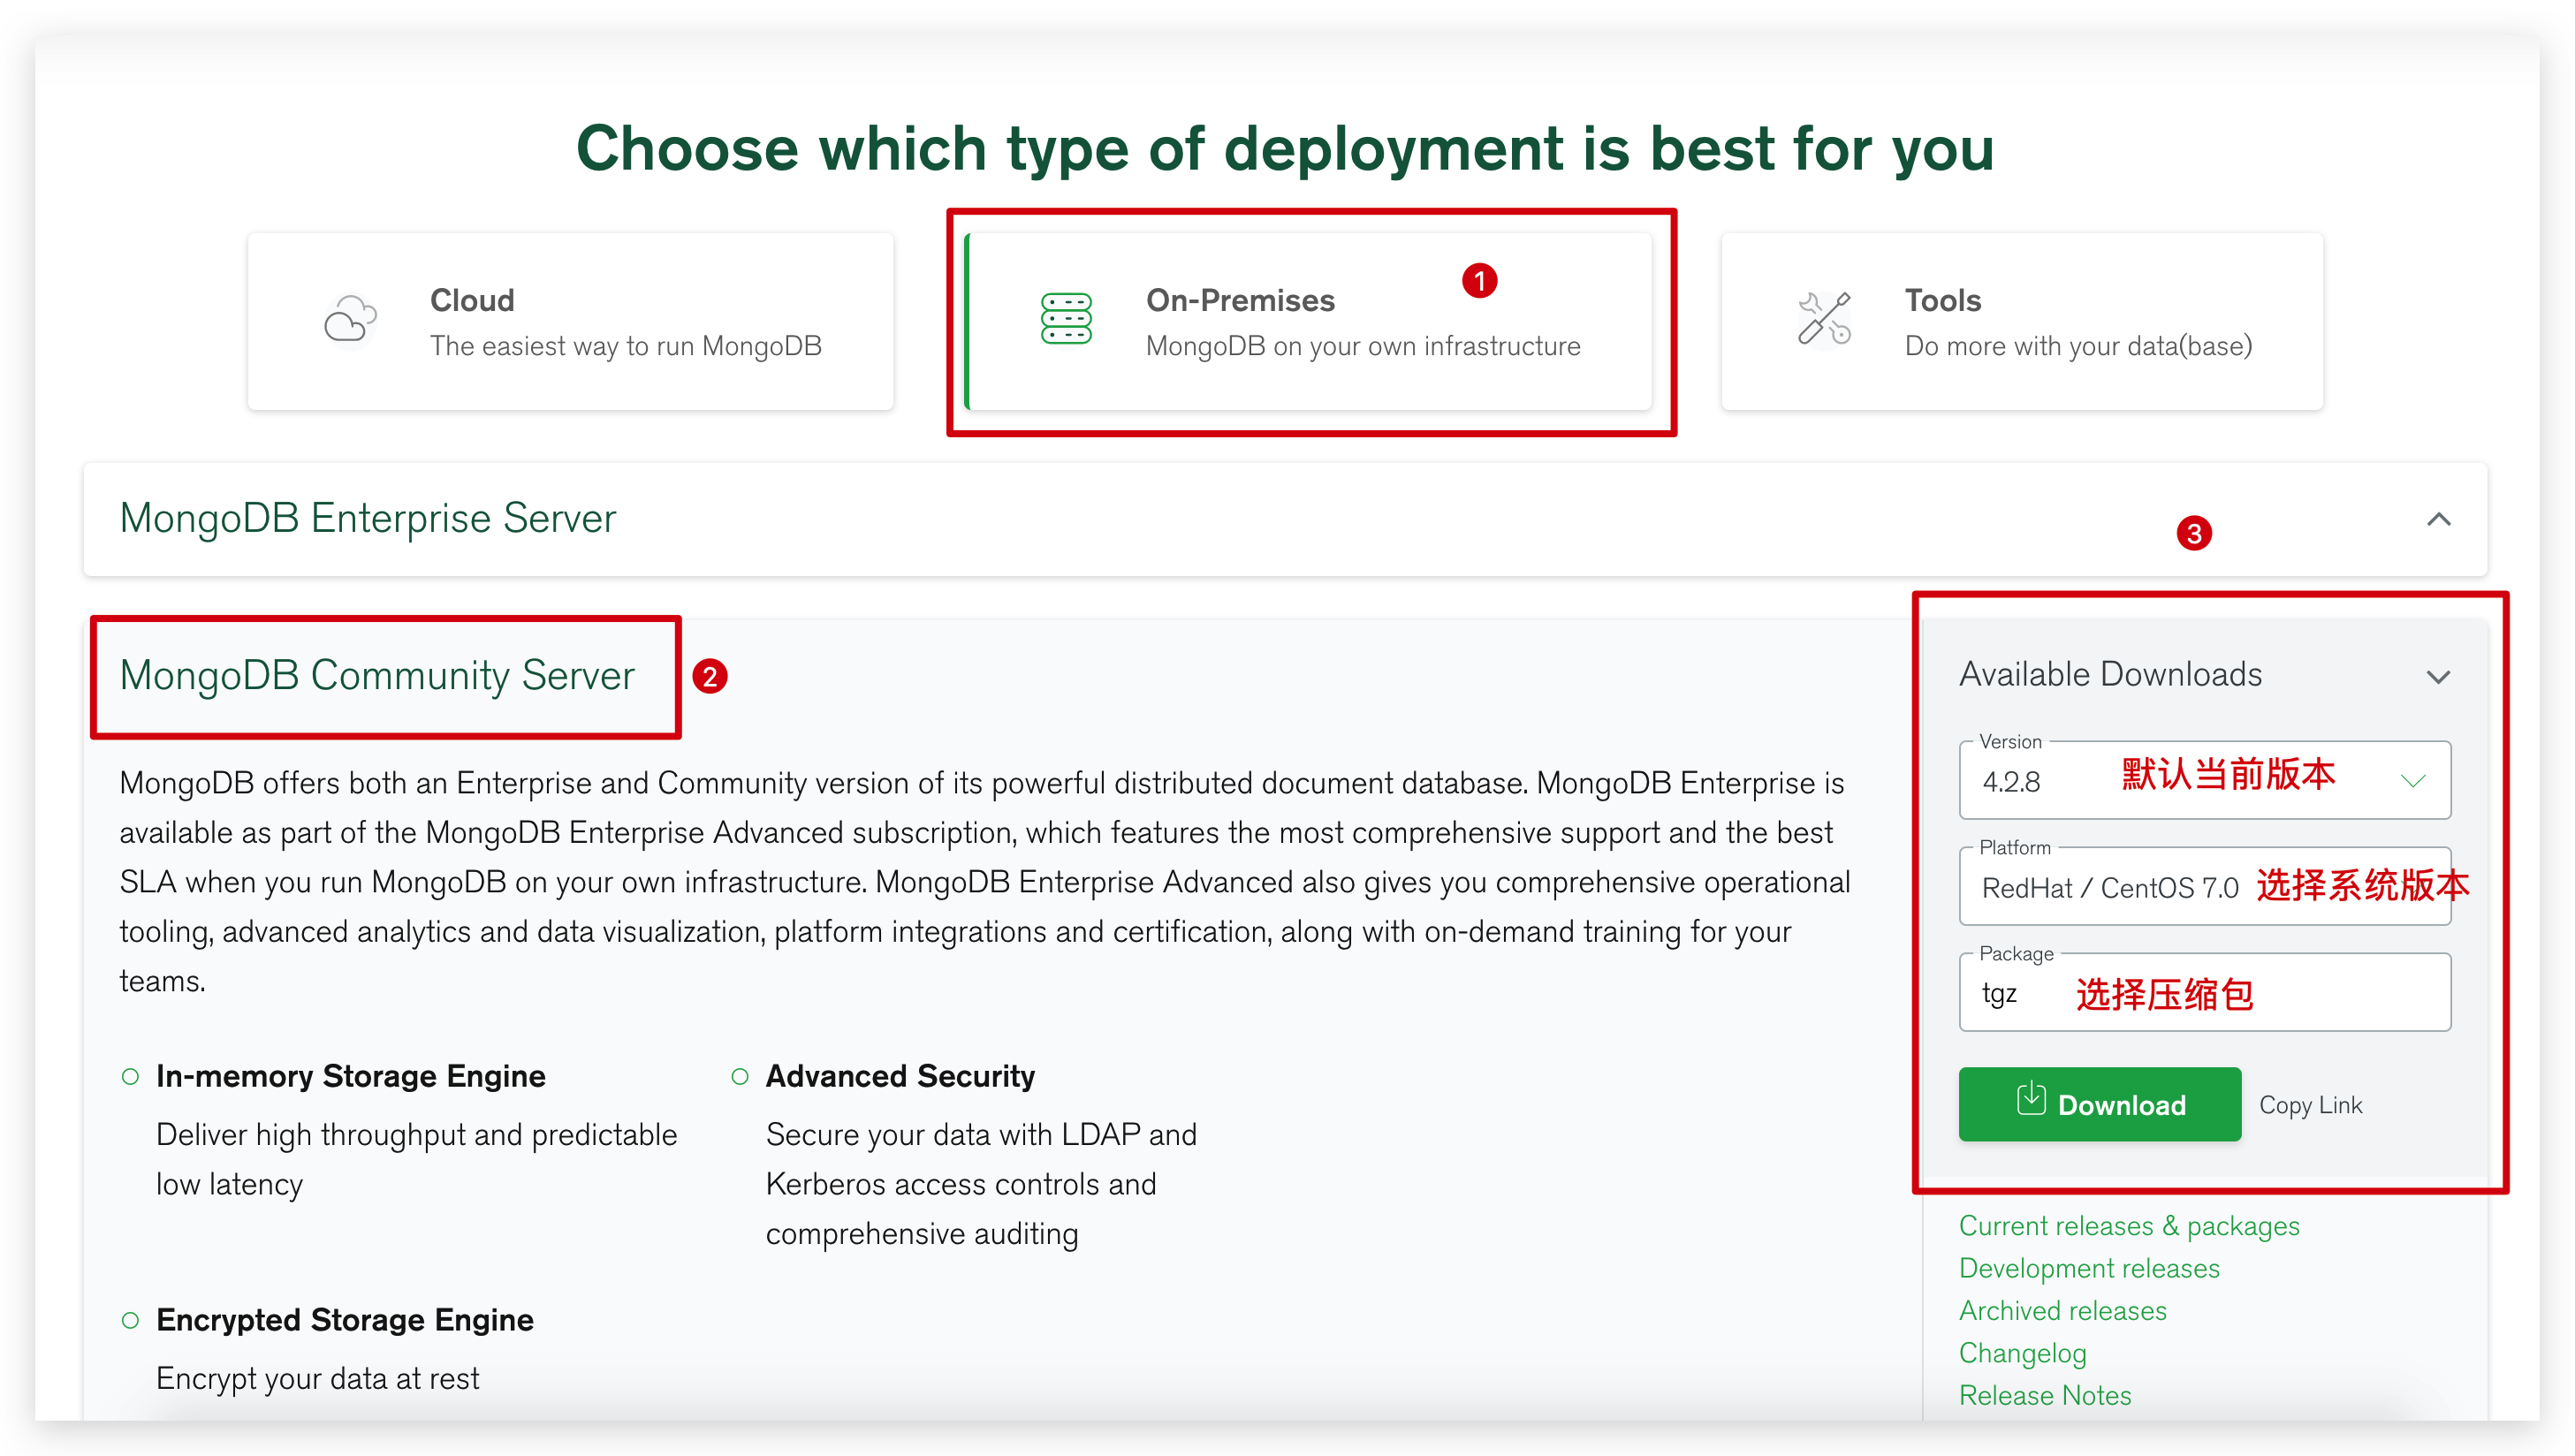 Choose which type of deployment is best for you
Cloud
The easiest way to run MongoDB
1
On-Premises
MongoDB on your own infrastructure
Tools
Do more with your data(base)
MongoDB Enterprise Server
3
MongoDB Community Server
2
MongoDB offers both an Enterprise and Community version of its powerful distributed document database. MongoDB Enterprise is
available as part of the MongoDB Enterprise Advanced subscription, which features the most comprehensive support and the best
SLA when you run MongoDB on your own infrastructure. MongoDB Enterprise Advanced also gives you comprehensive operational
tooling, advanced analytics and data visualization, platform integrations and certification, along with on-demand training for your
teams.
In-memory Storage Engine
Deliver high throughput and predictable
low latency
Advanced Security
Secure your data with LDAP and
Kerberos access controls and
comprehensive auditing
Encrypted Storage Engine
Encrypt your data at rest
Available Downloads
Version
4.2.8 默认当前版本
Platform
RedHat / CentOS 7.0 选择系统版本
Package
tgz 选择压缩包
Download
Copy Link
Current releases & packages
Development releases
Archived releases
Changelog
Release Notes